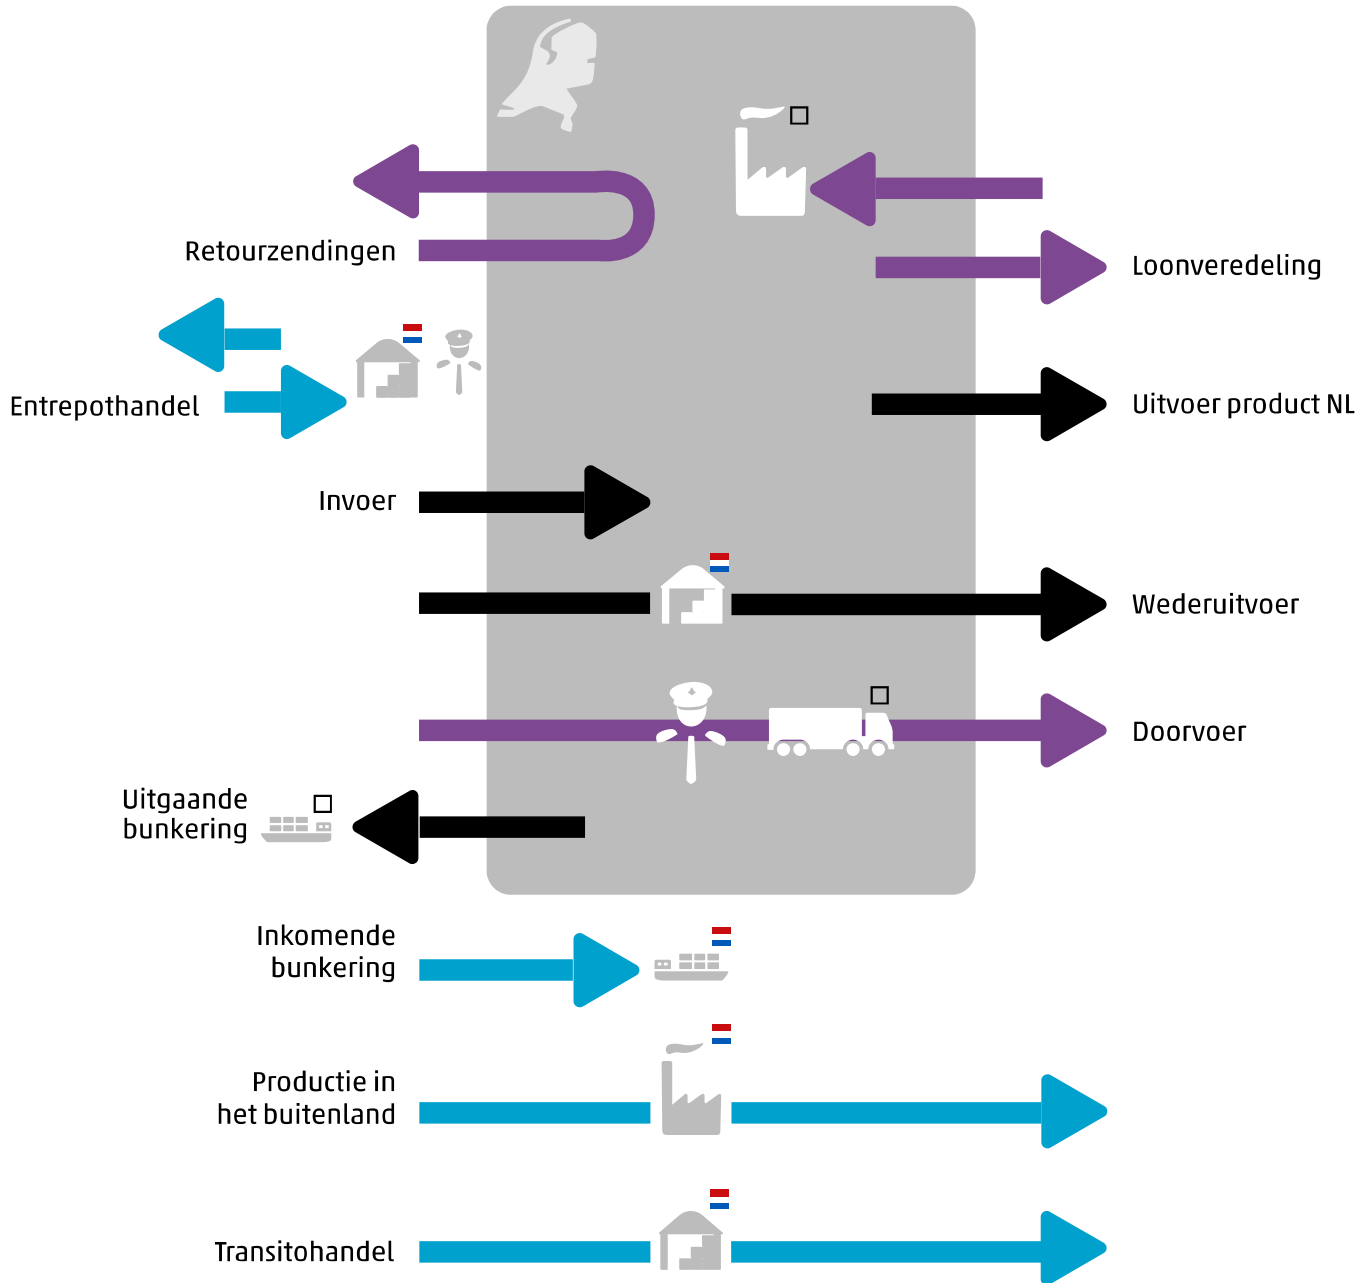 Retourzendingen
Loonveredeling
Entrepothandel
Uitvoer product NL
Invoer
Wederuitvoer
Doorvoer
Uitgaande
bunkering
Inkomende
bunkering
Productie in
het buitenland
Transitohandel